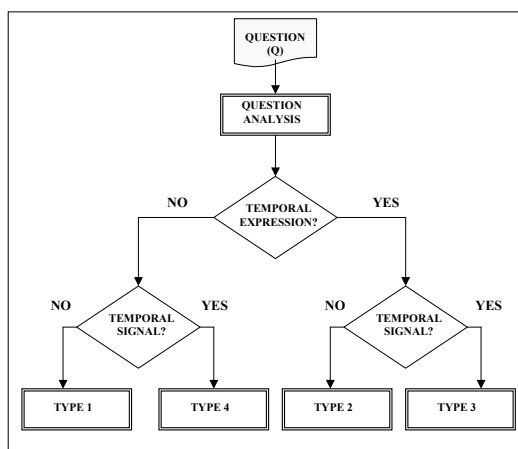 QUESTION
(Q)
QUESTION
ANALYSIS
NO
YES
TEMPORAL
EXPRESSION?
NO
YES
NO
YES
TEMPORAL
SIGNAL?
TEMPORAL
SIGNAL?
TYPE 1
TYPE 4
TYPE 2
TYPE 3